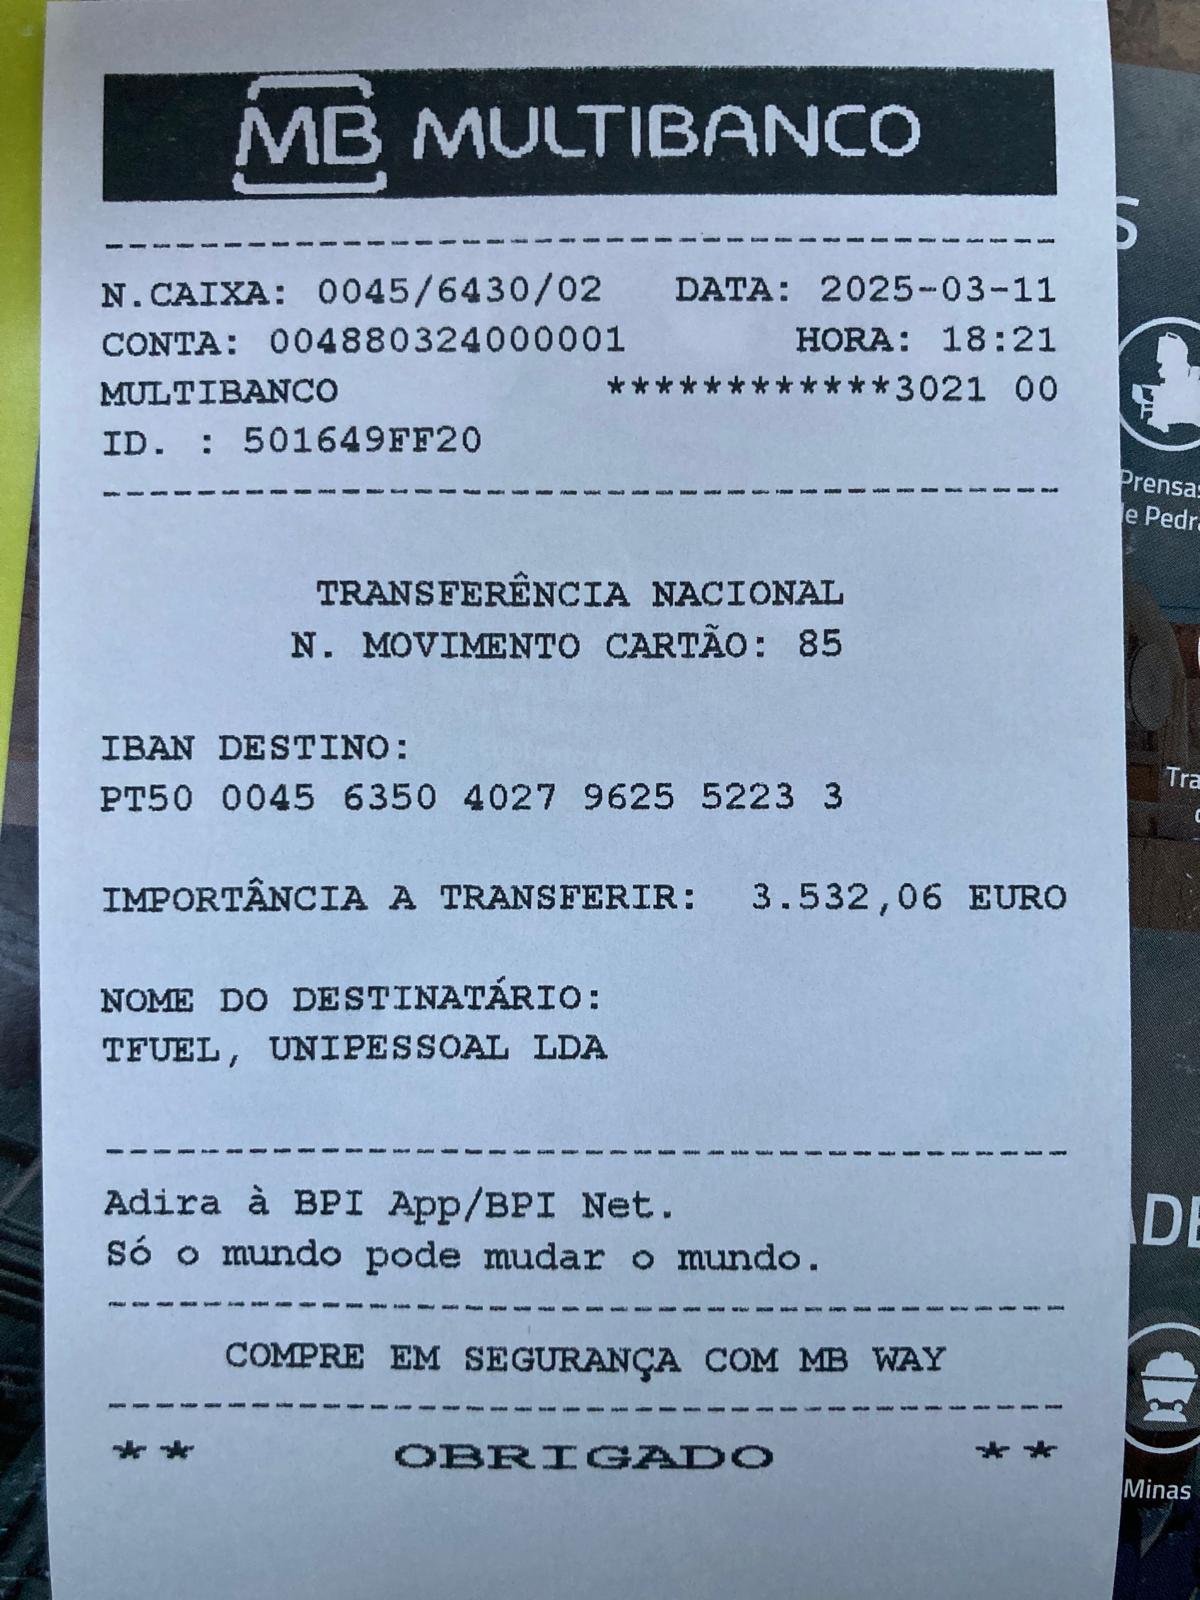 MB MULTIBANCO
N.CAIXA: 0045/6430/02 DATA: 2025-03-11
CONTA: 004880324000001 HORA: 18:21
MULTIBANCO ************3021 00
ID. : 501649FF20
TRANSFERÊNCIA NACIONAL
N. MOVIMENTO CARTÃO: 85
IBAN DESTINO:
PT50 0045 6350 4027 9625 5223 3
IMPORTÂNCIA A TRANSFERIR: 3.532,06 EURO
NOME DO DESTINATÁRIO:
TFUEL, UNIPESSOAL LDA
Adira à BPI App/BPI Net.
Só o mundo pode mudar o mundo.
COMPRE EM SEGURANÇA COM MB WAY
** OBRIGADO **
Prensas
de Pedra
Minas